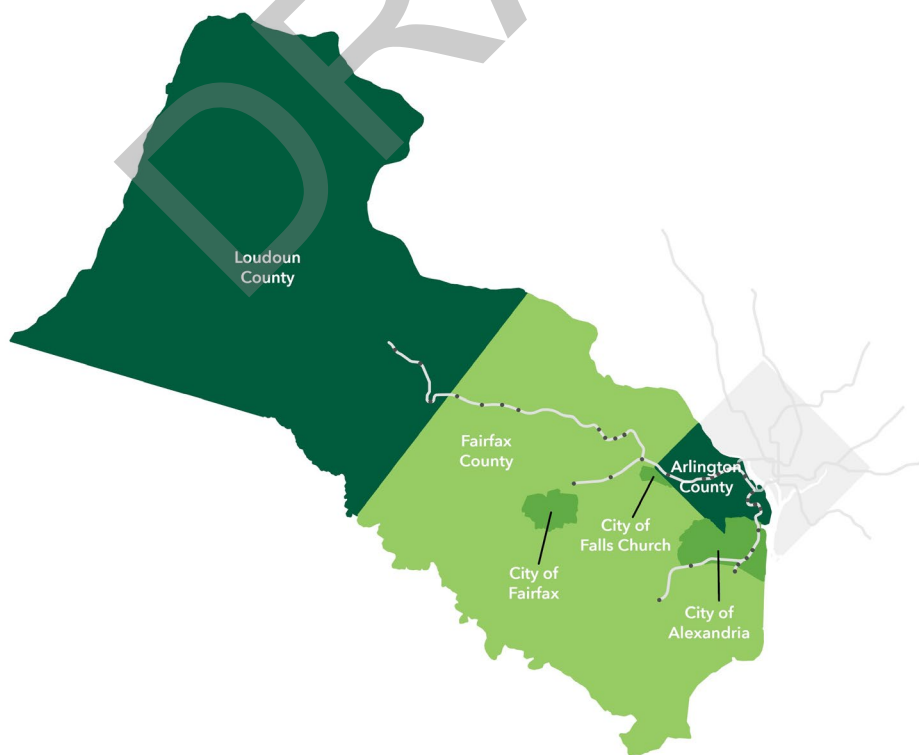 Loudoun
County
Fairfax
County
Arlington
County
City of
Falls Church
City of
Fairfax
City of
Alexandria